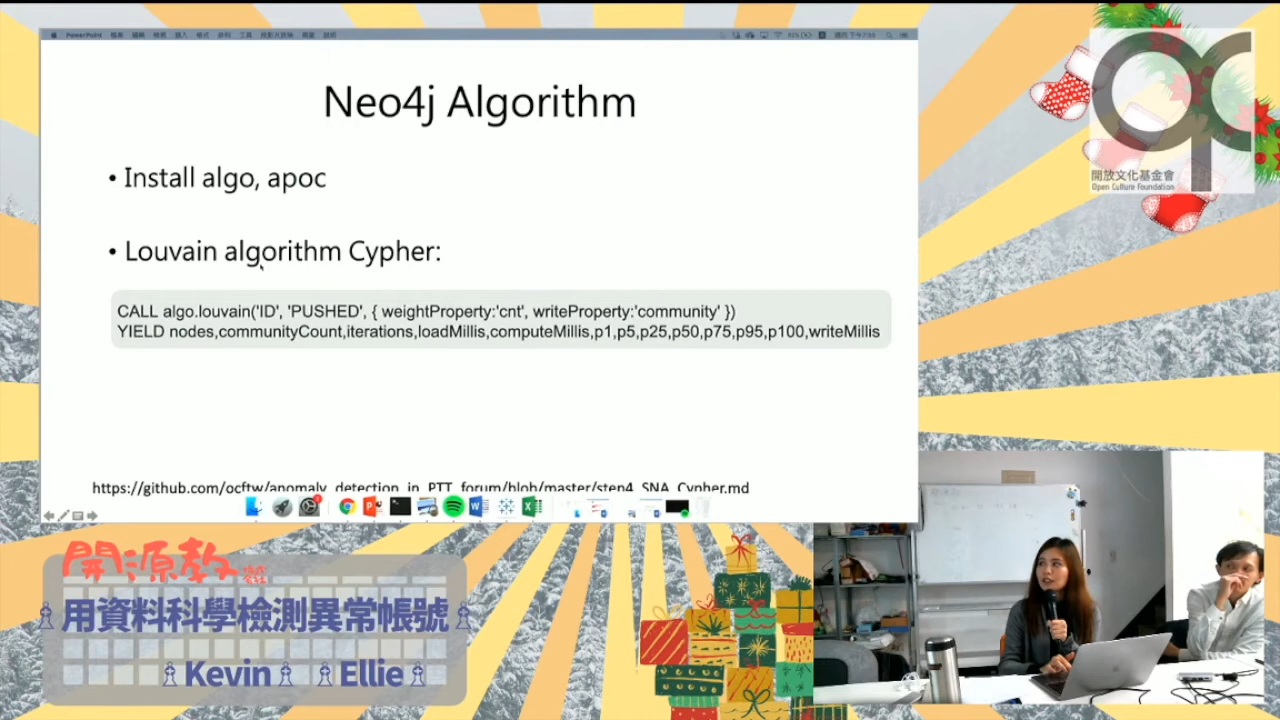 PowerPoint
Neo4j Algorithm
• Install algo, apoc
• Louvain algorithm Cypher:
CALL algo.louvain('ID', 'PUSHED', { weightProperty:'cnt', writeProperty:'community' })
YIELD nodes,communityCount,iterations,loadMillis,computeMillis,p1,p5,p25,p50,p75,p95,p100,writeMillis
https://github.com/ocftw/anomaly_detection_in_PTT_forum/blob/master/step4_SNA_Cypher.md
開放文化基金會
Open Culture Foundation
開源教
用資料科學檢測異常帳號
Kevin Ellie